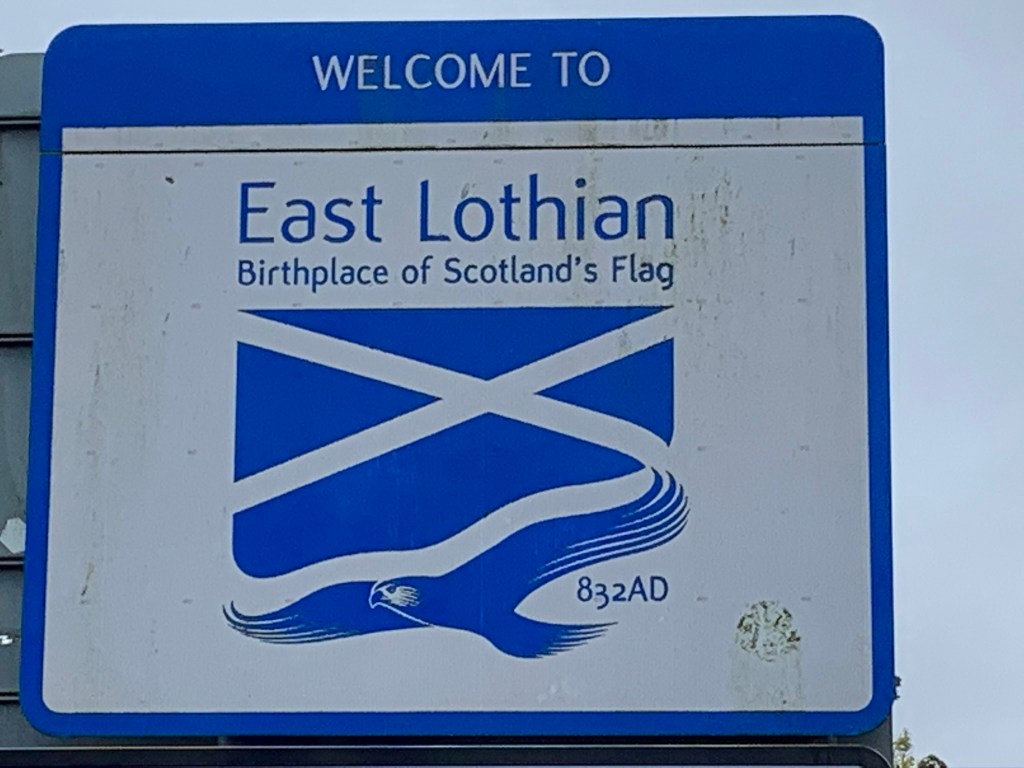 WELCOME TO
East Lothian
Birthplace of Scotland's Flag
832AD